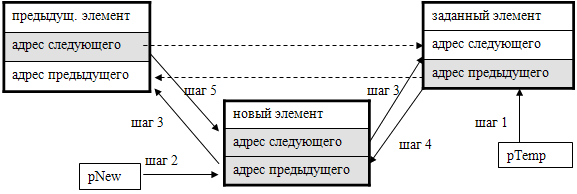 предыдущ. элемент
адрес следующего
адрес предыдущего
заданный элемент
адрес следующего
адрес предыдущего
шаг 5
шаг 3
шаг 3
шаг 4
шаг 1
новый элемент
адрес следующего
адрес предыдущего
шаг 2
pNew
pTemp